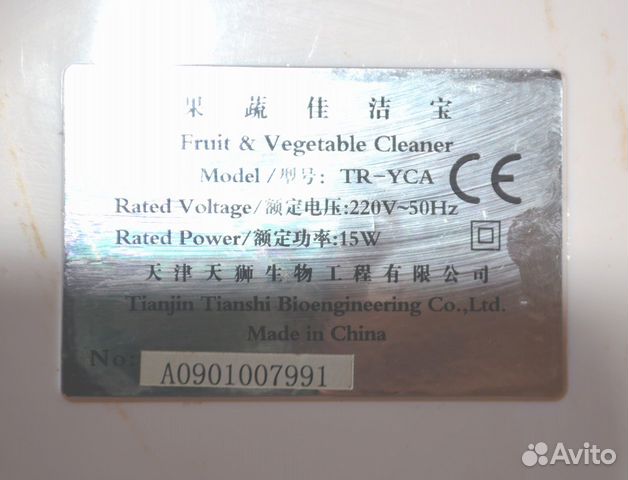 果蔬佳洁宝
Fruit & Vegetable Cleaner
Model/型号: TR-YCA
CE
Rated Voltage/额定电压:220V~50Hz
Rated Power/额定功率:15W
天津天狮生物工程有限公司
Tianjin Tianshi Bioengineering Co.,Ltd.
Made in China
No: A0901007991
Avito